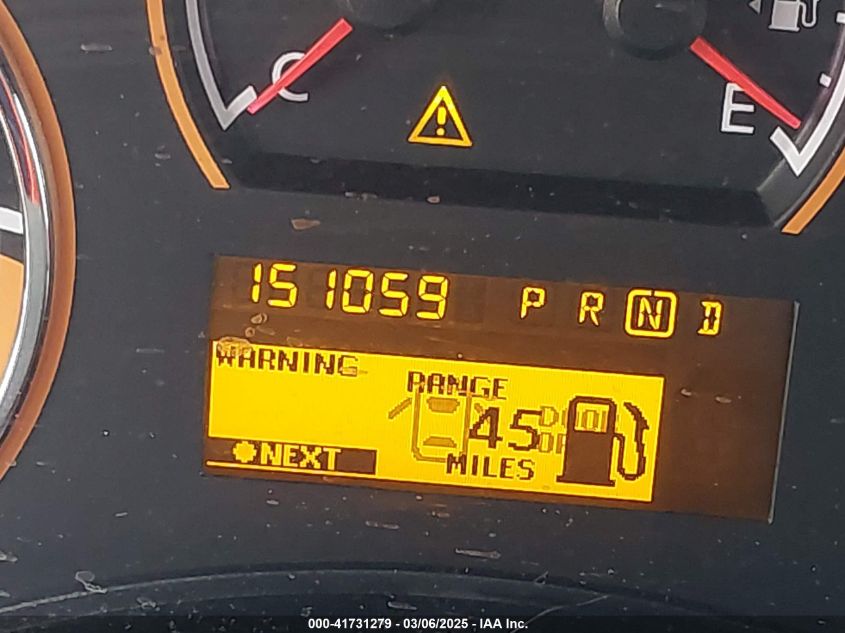 C
E
151059 P R N D
WARNING
RANGE
45
MILES
NEXT
000-41731279 - 03/06/2025 - IAA Inc.